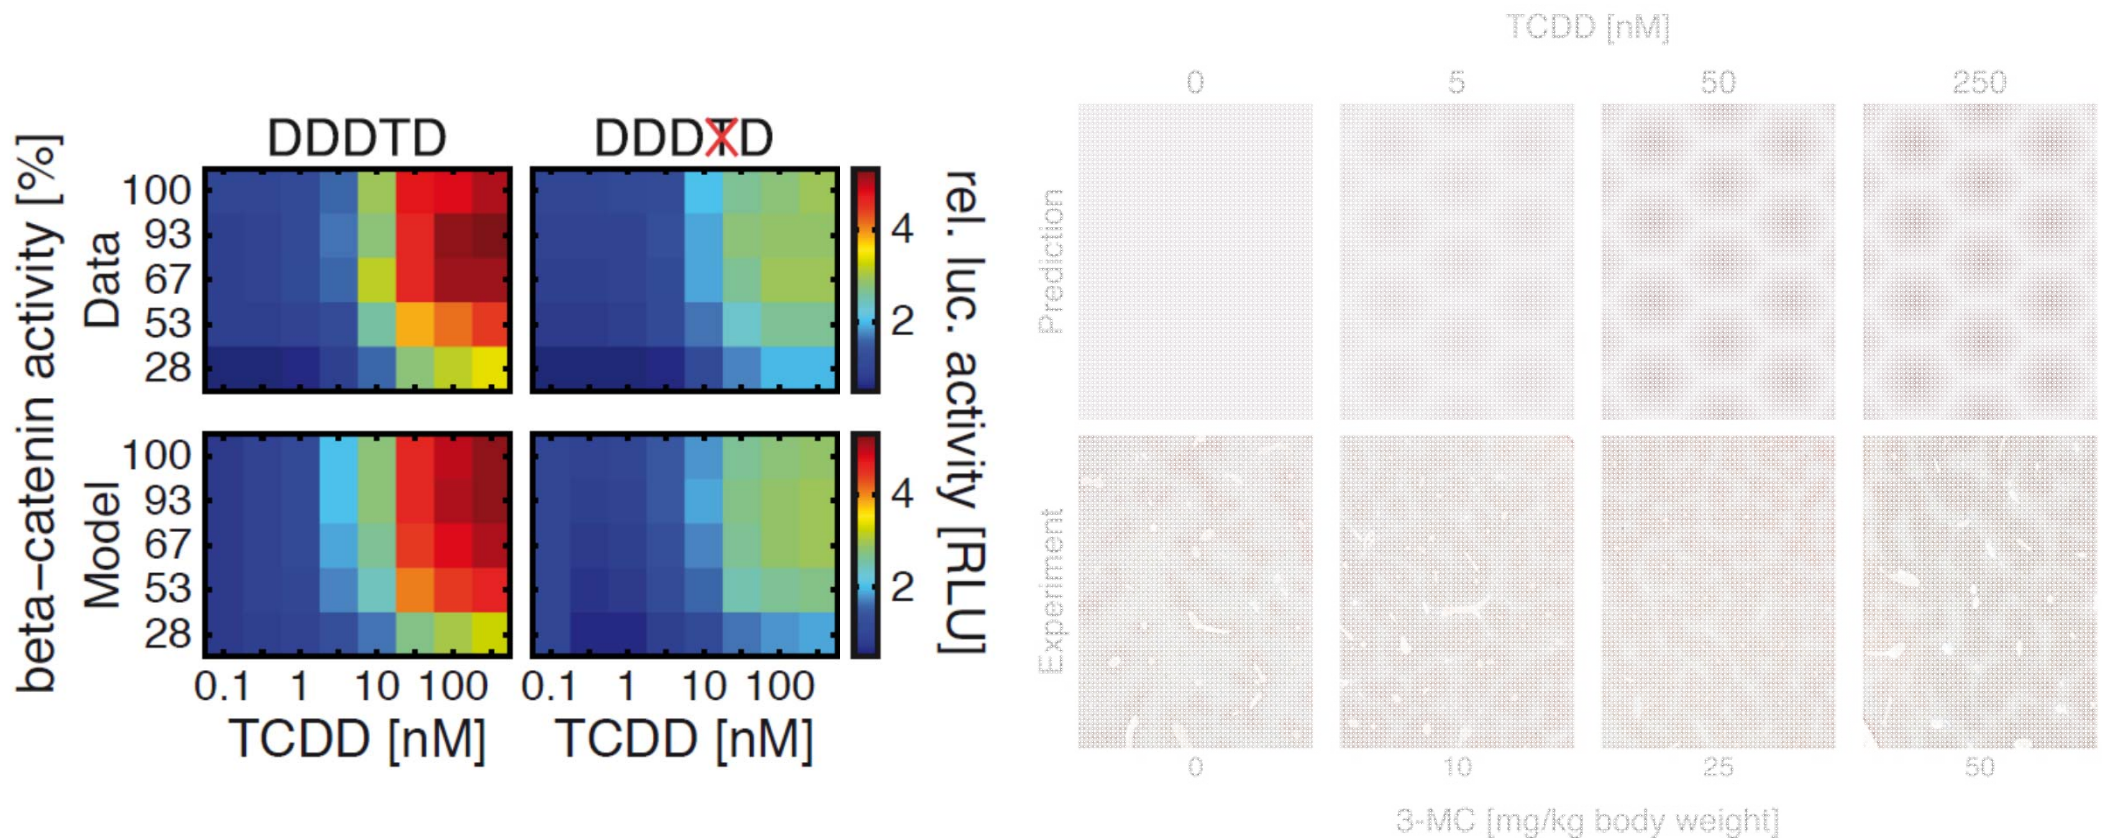 DDDTD
DDDTD
beta–catenin activity [%]
Data
100
93
67
53
28
4
2
rel. luc. activity [RLU]
Model
100
93
67
53
28
4
2
0.1 1 10 100
0.1 1 10 100
TCDD [nM]
TCDD [nM]
TCDD [nM]
0 5 50 250
Prediction
Experiment
0 10 25 50
3-MC [mg/kg body weight]